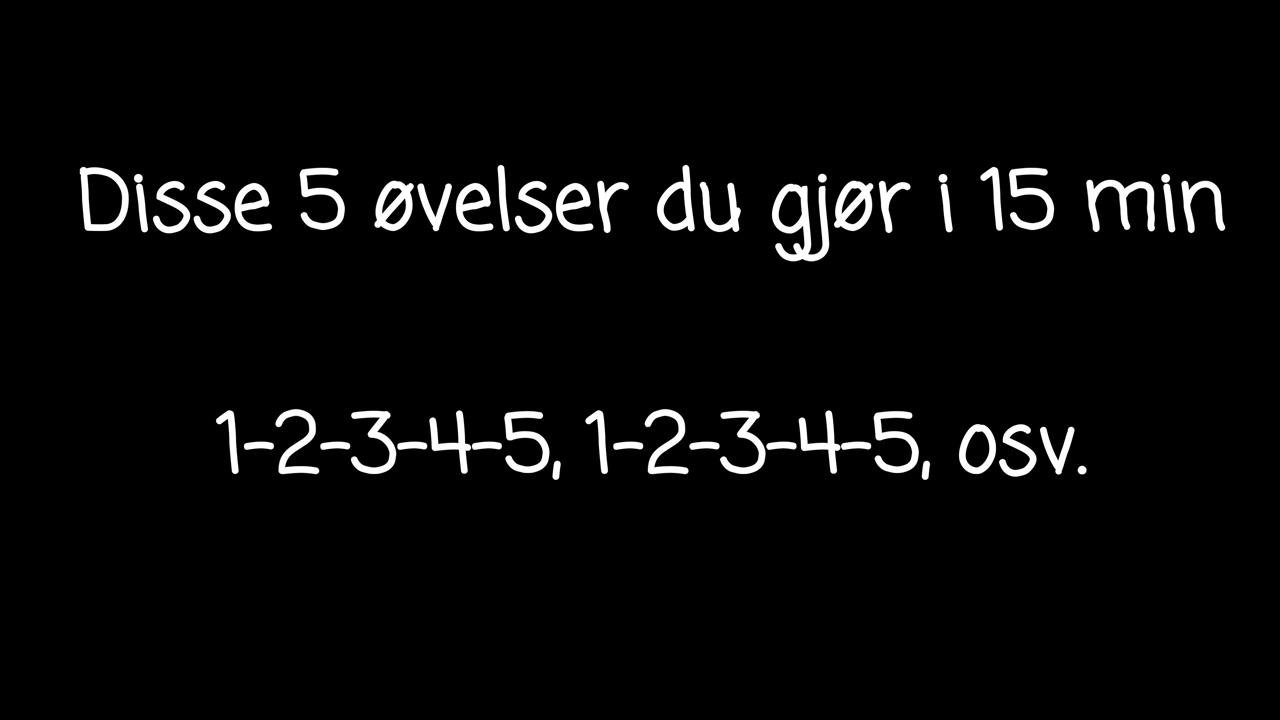 Disse 5 øvelser du gjør i 15 min
1-2-3-4-5, 1-2-3-4-5, osv.